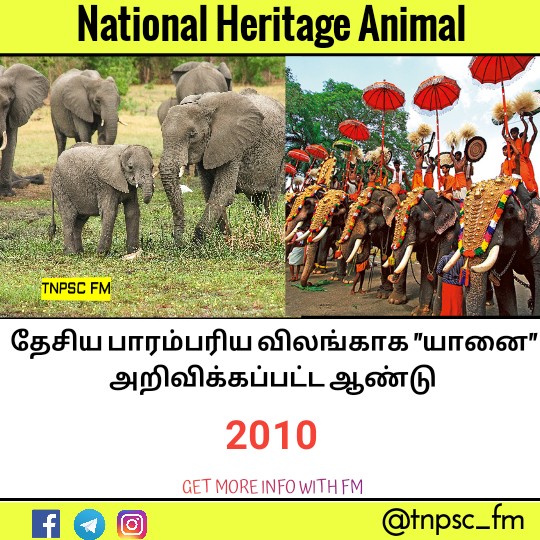 National Heritage Animal
TNPSC FM
தேசிய பாரம்பரிய விலங்காக "யானை"
அறிவிக்கப்பட்ட ஆண்டு
2010
GET MORE INFO WITH FM
@tnpsc_fm